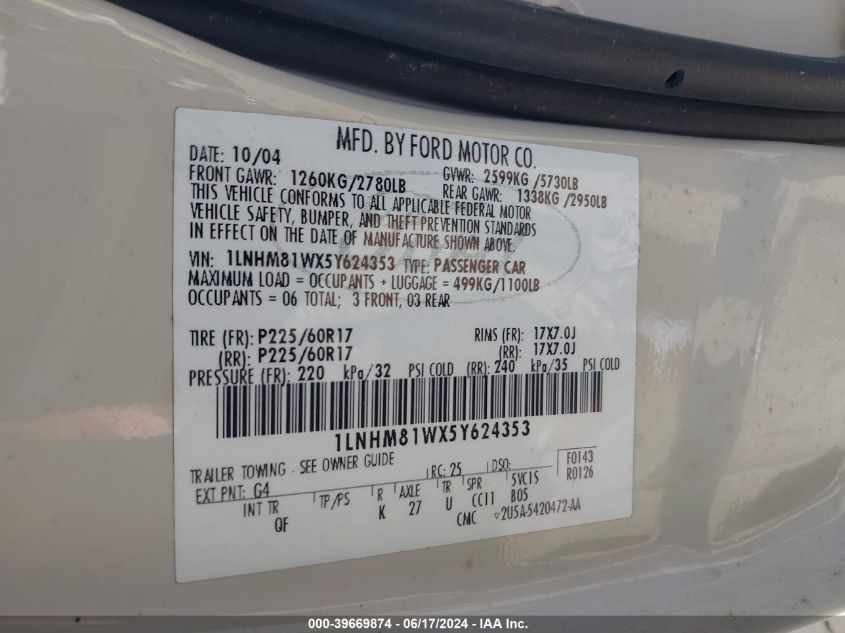 MFD. BY FORD MOTOR CO.
DATE: 10/04 GVWR: 2599KG /5730LB
FRONT GAWR: 1260KG/2780LB REAR GAWR: 1338KG /2950LB
THIS VEHICLE CONFORMS TO ALL APPLICABLE FEDERAL MOTOR
VEHICLE SAFETY, BUMPER, AND THEFT PREVENTION STANDARDS
IN EFFECT ON THE DATE OF MANUFACTURE SHOWN ABOVE.
VIN: 1LNHM81WX5Y624353 TYPE: PASSENGER CAR
MAXIMUM LOAD = OCCUPANTS + LUGGAGE = 499KG/1100LB
OCCUPANTS = 06 TOTAL; 3 FRONT, 03 REAR
TIRE (FR): P225/60R17 RIMS (FR): 17X7.0J
(RR): P225/60R17 (RR): 17X7.0J
PRESSURE (FR): 220 kPa/32 PSI COLD (RR): 240 kPa/35 PSI COLD
1LNHM81WX5Y624353
TRAILER TOWING - SEE OWNER GUIDE F0143
EXT PNT: G4 RC: 25 DSO: R0126
INT TR TP/PS R AXLE TR SPR 5VC15
QF K 27 U CC11 B05
CMC ▽2U5A-5420472-AA
000-39669874 / 06/17/2024 - IAA Inc.